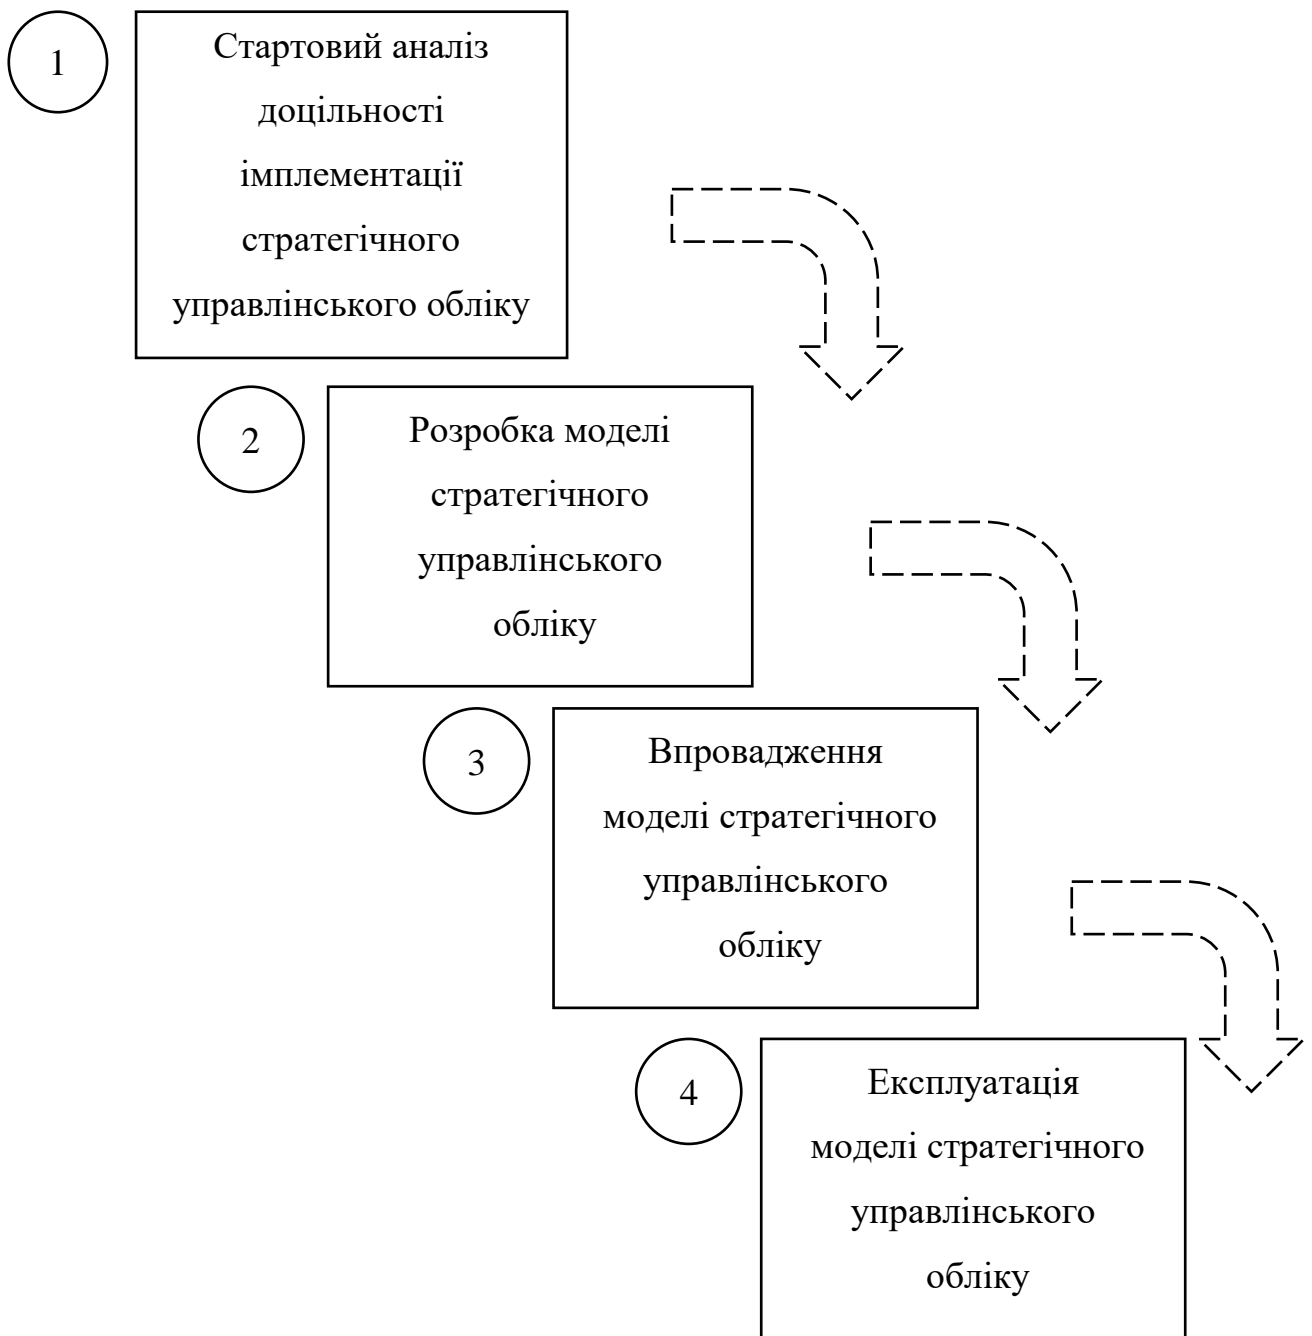 1
Стартовий аналіз
доцільності
імплементації
стратегічного
управлінського обліку
2
Розробка моделі
стратегічного
управлінського
обліку
3
Впровадження
моделі стратегічного
управлінського
обліку
4
Експлуатація
моделі стратегічного
управлінського
обліку